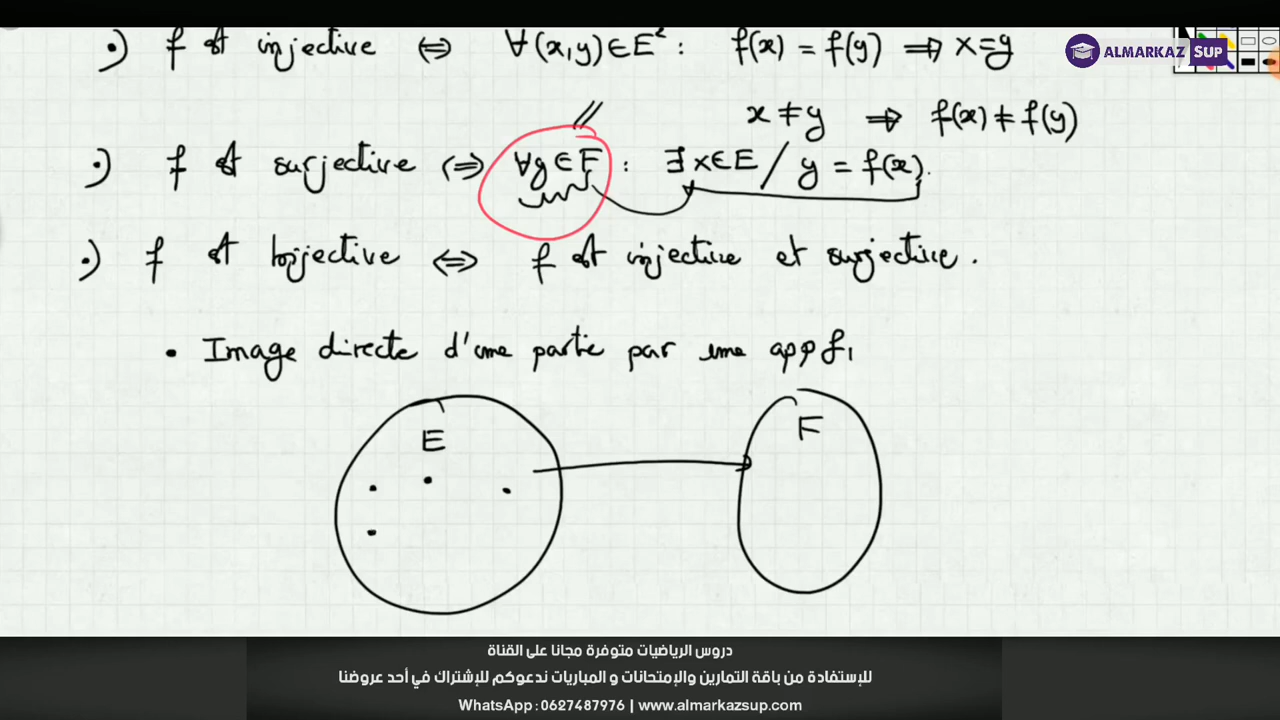 •) f est injective ⇔ ∀(x,y)∈E² : f(x) = f(y) ⇒ x=y
ALMARKAZ SUP
x ≠ y ⇒ f(x) ≠ f(y)
•) f est surjective ⇔ ∀y∈F : ∃x∈E / y = f(x).
•) f est bijective ⇔ f est injective et surjective.
• Image directe d'une partie par une app f,
E
F
دروس الرياضيات متوفرة مجانا على القناة
للإستفادة من باقة التمارين والإمتحانات و المباريات ندعوكم للإشتراك في أحد عروضنا
WhatsApp : 0627487976 | www.almarkazsup.com